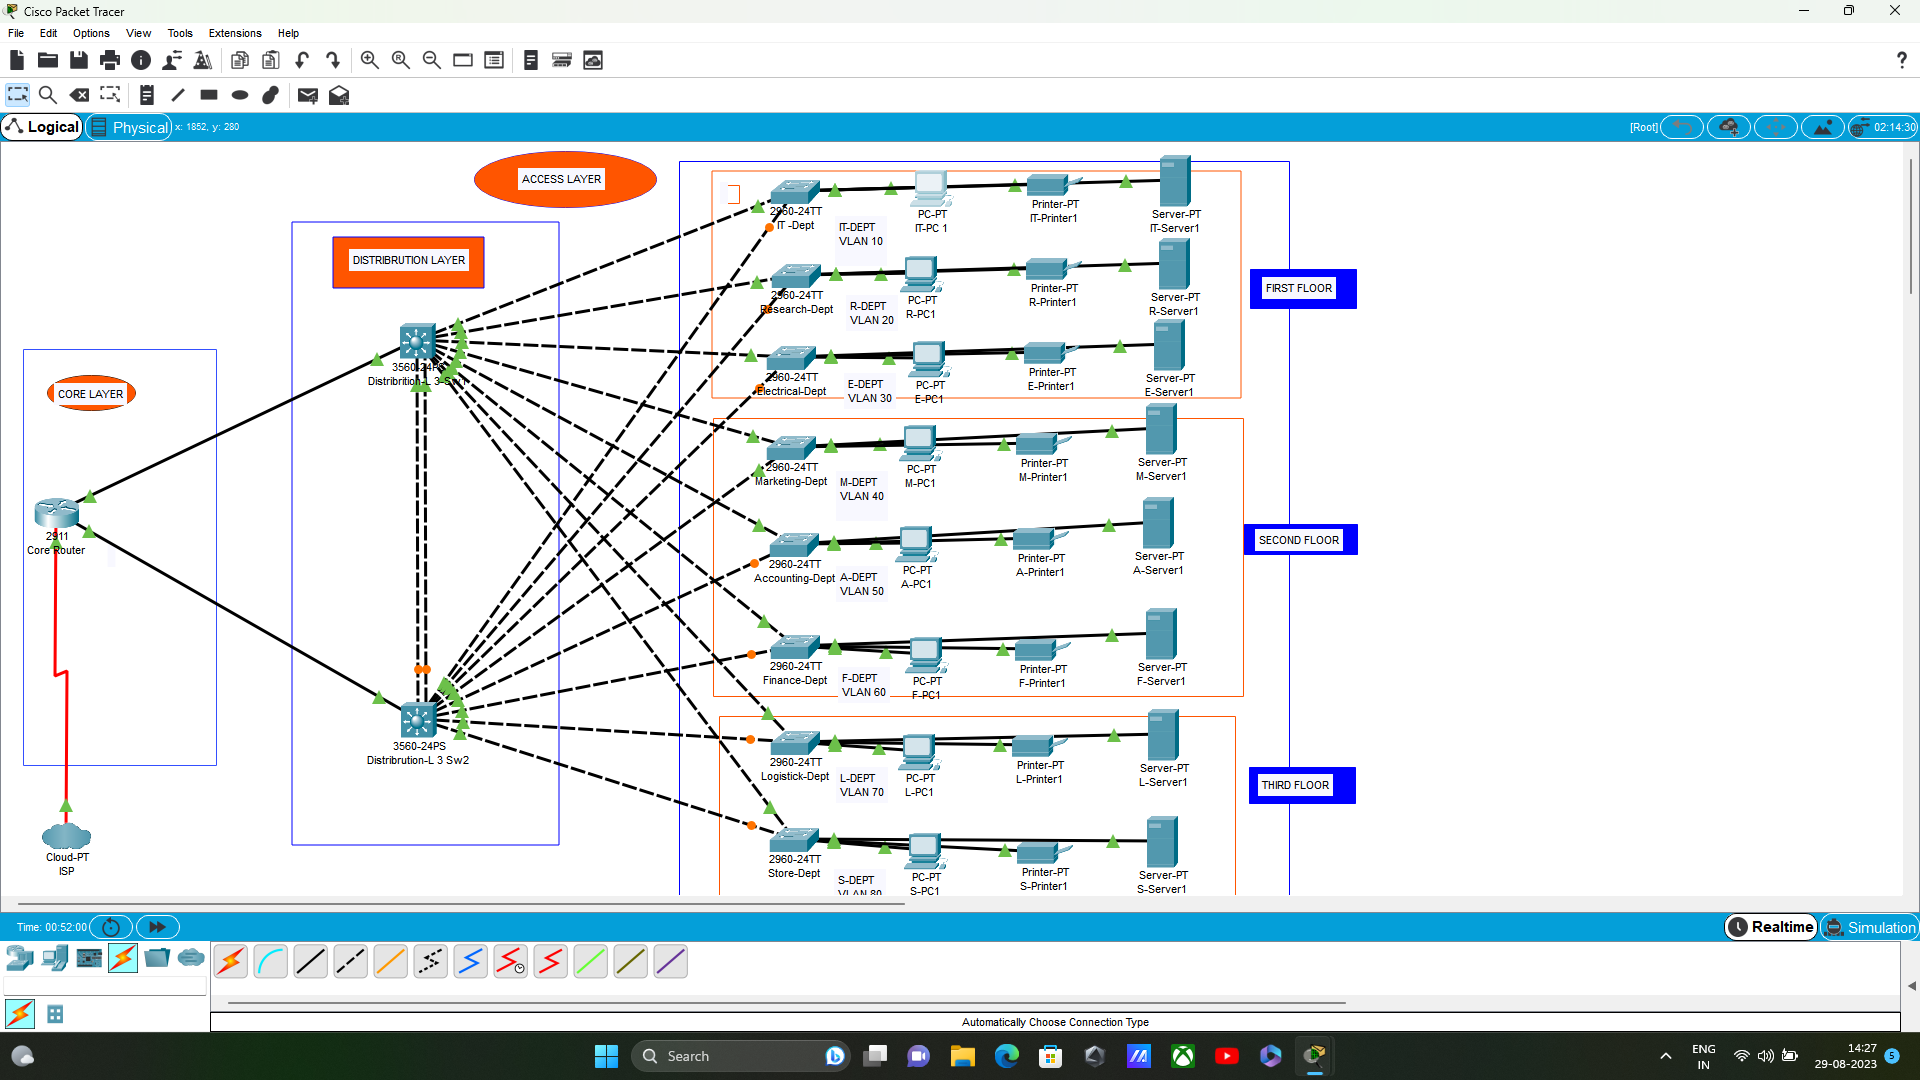 Cisco Packet Tracer
File Edit Options View Tools Extensions Help
Logical
Physical
x: 1852, y: 280
[Root]
02:14:30
ACCESS LAYER
DISTRIBRUTION LAYER
CORE LAYER
2911
Core Router
Cloud-PT
ISP
3560-24PS
Distribrition-L 3-Sw1
3560-24PS
Distribrution-L 3 Sw2
2960-24TT
IT -Dept
IT-DEPT
VLAN 10
PC-PT
IT-PC 1
Printer-PT
IT-Printer1
Server-PT
IT-Server1
2960-24TT
Research-Dept
R-DEPT
VLAN 20
PC-PT
R-PC1
Printer-PT
R-Printer1
Server-PT
R-Server1
FIRST FLOOR
2960-24TT
Electrical-Dept
E-DEPT
VLAN 30
PC-PT
E-PC1
Printer-PT
E-Printer1
Server-PT
E-Server1
2960-24TT
Marketing-Dept
M-DEPT
VLAN 40
PC-PT
M-PC1
Printer-PT
M-Printer1
Server-PT
M-Server1
2960-24TT
Accounting-Dept
A-DEPT
VLAN 50
PC-PT
A-PC1
Printer-PT
A-Printer1
Server-PT
A-Server1
SECOND FLOOR
2960-24TT
Finance-Dept
F-DEPT
VLAN 60
PC-PT
F-PC1
Printer-PT
F-Printer1
Server-PT
F-Server1
2960-24TT
Logistick-Dept
L-DEPT
VLAN 70
PC-PT
L-PC1
Printer-PT
L-Printer1
Server-PT
L-Server1
THIRD FLOOR
2960-24TT
Store-Dept
S-DEPT
VLAN 80
PC-PT
S-PC1
Printer-PT
S-Printer1
Server-PT
S-Server1
Time: 00:52:00
Realtime
Simulation
Automatically Choose Connection Type
Search
ENG
IN
14:27
29-08-2023
5